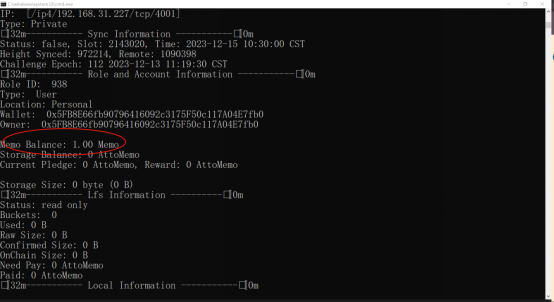 IP: [/ip4/192.168.31.227/tcp/4001]
Type: Private
[32m----------- Sync Information -----------[0m
Status: false, Slot: 2143020, Time: 2023-12-15 10:30:00 CST
Height Synced: 972214, Remote: 1090398
Challenge Epoch: 112 2023-12-13 11:19:30 CST
[32m----------- Role and Account Information -----------[0m
Role ID: 938
Type: User
Location: Personal
Wallet: 0x5FB8E66fb90796416092c3175F50c117A04E7fb0
Owner: 0x5FB8E66fb90796416092c3175F50c117A04E7fb0
Memo Balance: 1.00 Memo
Storage Balance: 0 AttoMemo
Current Pledge: 0 AttoMemo, Reward: 0 AttoMemo
Storage Size: 0 byte (0 B)
[32m----------- Lfs Information -----------[0m
Status: read only
Buckets: 0
Used: 0 B
Raw Size: 0 B
Confirmed Size: 0 B
OnChain Size: 0 B
Need Pay: 0 AttoMemo
Paid: 0 AttoMemo
[32m----------- Local Information -----------[0m